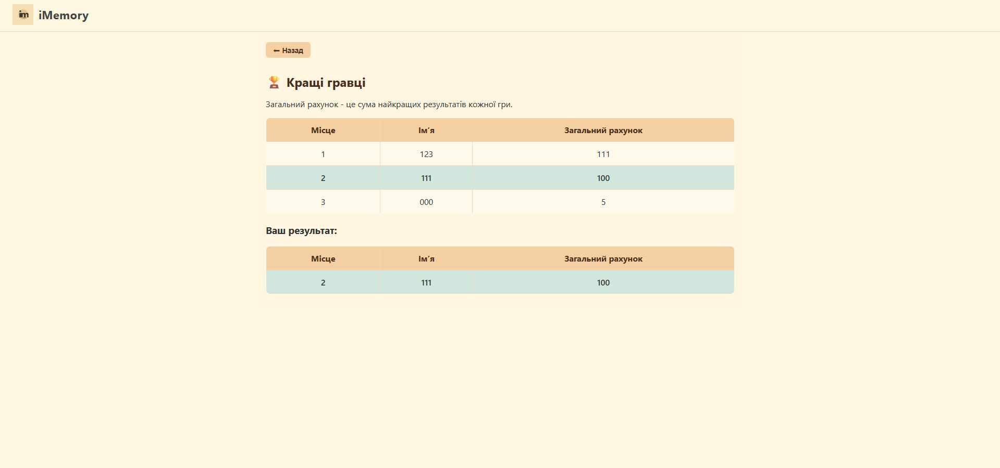 im iMemory
← Назад
🏆 Кращі гравці
Загальний рахунок - це сума найкращих результатів кожної гри.
Місце Ім’я Загальний рахунок
1 123 111
2 111 100
3 000 5
Ваш результат:
Місце Ім’я Загальний рахунок
2 111 100